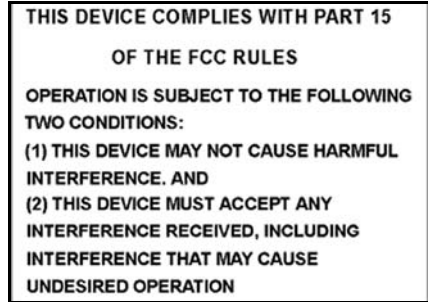 THIS DEVICE COMPLIES WITH PART 15
OF THE FCC RULES
OPERATION IS SUBJECT TO THE FOLLOWING
TWO CONDITIONS:
(1) THIS DEVICE MAY NOT CAUSE HARMFUL
INTERFERENCE. AND
(2) THIS DEVICE MUST ACCEPT ANY
INTERFERENCE RECEIVED, INCLUDING
INTERFERENCE THAT MAY CAUSE
UNDESIRED OPERATION